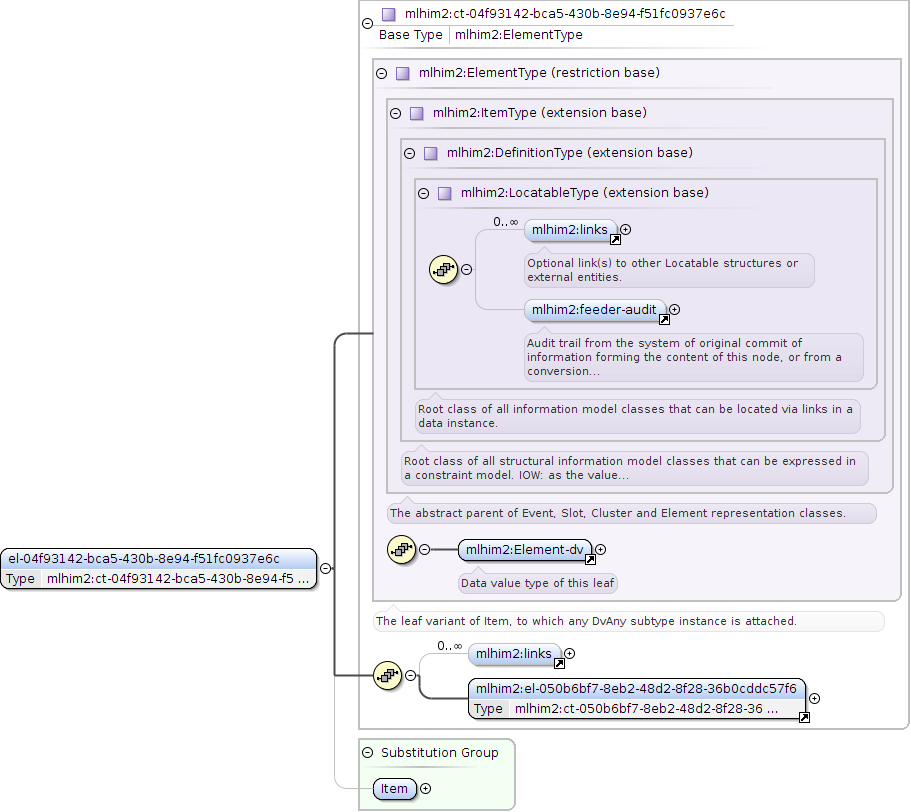 mlhim2:ct-04f93142-bca5-430b-8e94-f51fc0937e6c
Base Type mlhim2:ElementType
mlhim2:ElementType (restriction base)
mlhim2:ItemType (extension base)
mlhim2:DefinitionType (extension base)
mlhim2:LocatableType (extension base)
0..∞
mlhim2:links
Optional link(s) to other Locatable structures or
external entities.
mlhim2:feeder-audit
Audit trail from the system of original commit of
information forming the content of this node, or from a
conversion...
Root class of all information model classes that can be located via links in a
data instance.
Root class of all structural information model classes that can be expressed in
a constraint model. IOW: as the value...
The abstract parent of Event, Slot, Cluster and Element representation classes.
mlhim2:Element-dv
Data value type of this leaf
el-04f93142-bca5-430b-8e94-f51fc0937e6c
Type mlhim2:ct-04f93142-bca5-430b-8e94-f5 ...
The leaf variant of Item, to which any DvAny subtype instance is attached.
0..∞
mlhim2:links
mlhim2:el-050b6bf7-8eb2-48d2-8f28-36b0cddc57f6
Type mlhim2:ct-050b6bf7-8eb2-48d2-8f28-36 ...
Substitution Group
Item